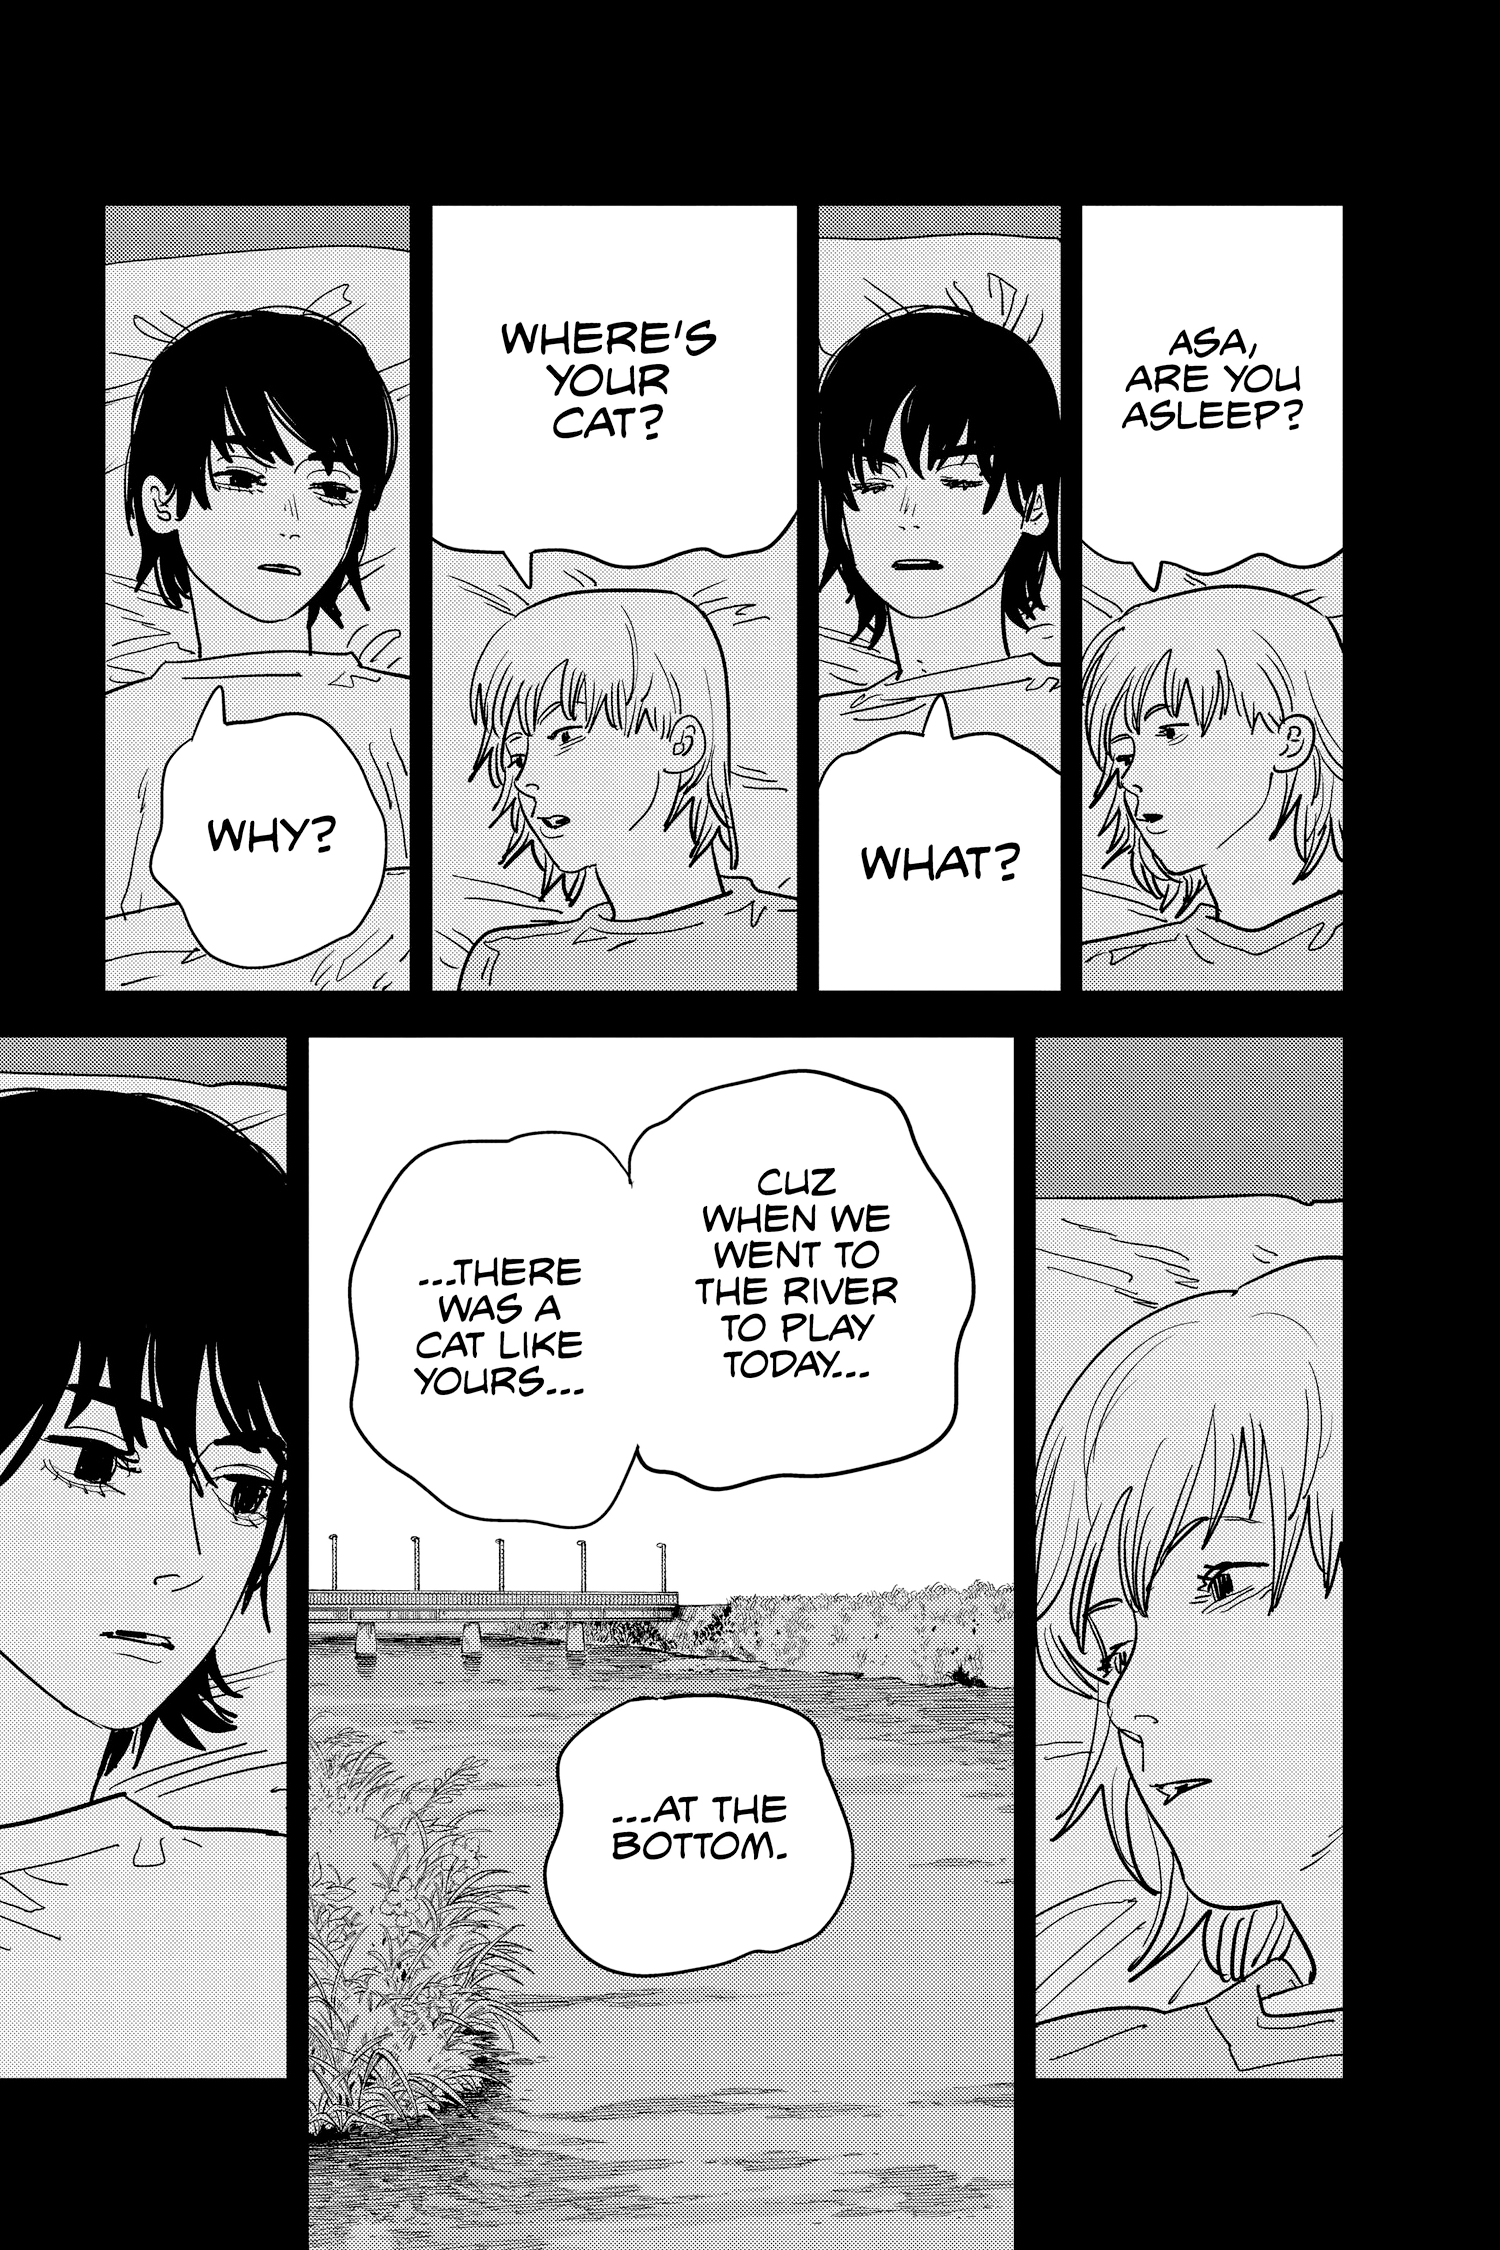 ASA,
ARE YOU
ASLEEP?
WHAT?
WHERE'S
YOUR
CAT?
WHY?
CUZ
WHEN WE
WENT TO
THE RIVER
TO PLAY
TODAY...
...THERE
WAS A
CAT LIKE
YOURS...
...AT THE
BOTTOM.